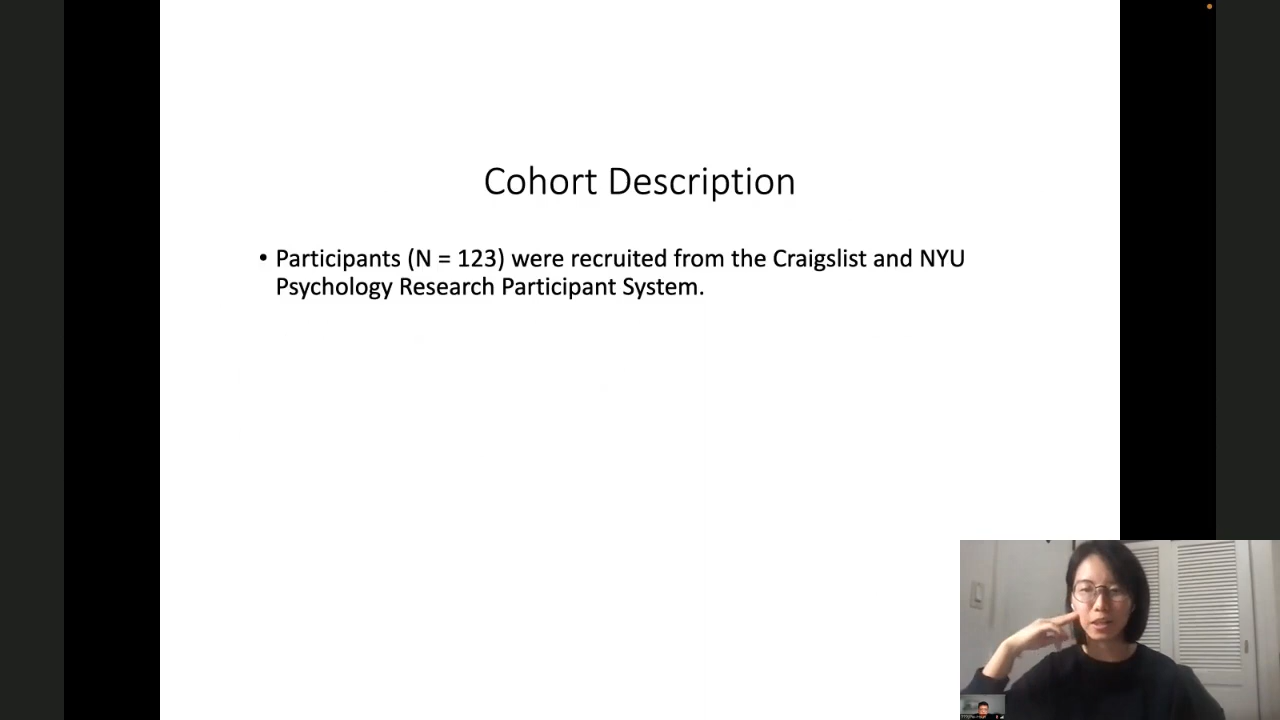 Cohort Description
• Participants (N = 123) were recruited from the Craigslist and NYU
Psychology Research Participant System.